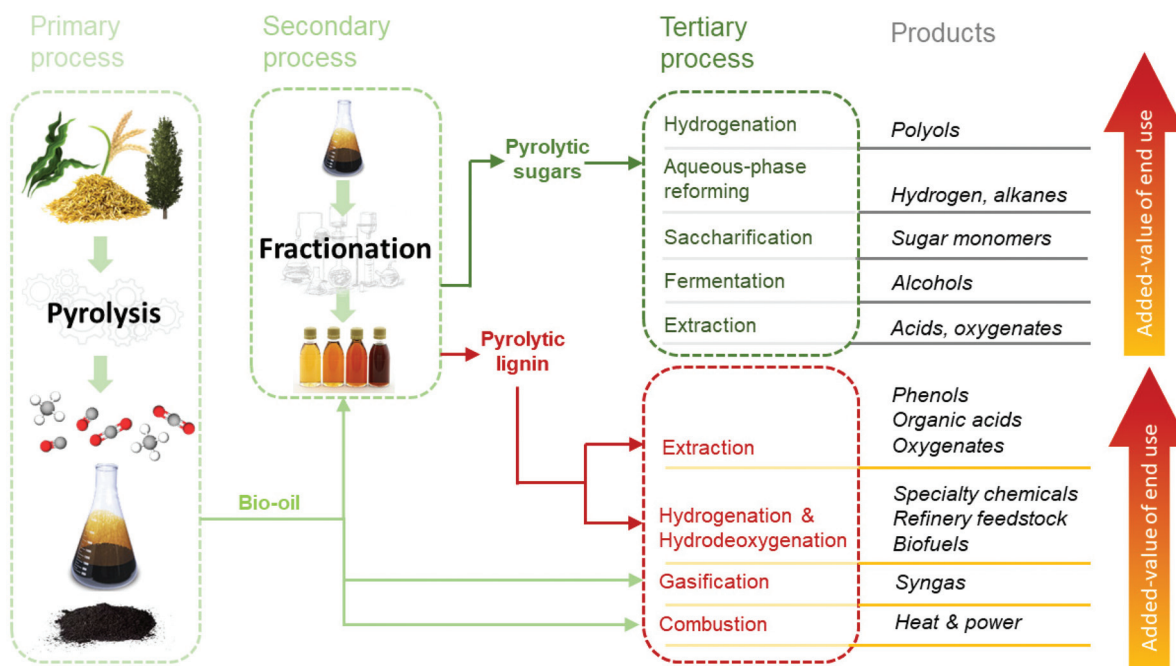 Primary
process
Secondary
process
Tertiary
process
Products
Pyrolysis
Bio-oil
Fractionation
Pyrolytic
sugars
Pyrolytic
lignin
Hydrogenation
Polyols
Aqueous-phase
reforming
Hydrogen, alkanes
Saccharification
Sugar monomers
Fermentation
Alcohols
Extraction
Acids, oxygenates
Extraction
Phenols
Organic acids
Oxygenates
Hydrogenation &
Hydrodeoxygenation
Specialty chemicals
Refinery feedstock
Biofuels
Gasification
Syngas
Combustion
Heat & power
Added-value of end use
Added-value of end use